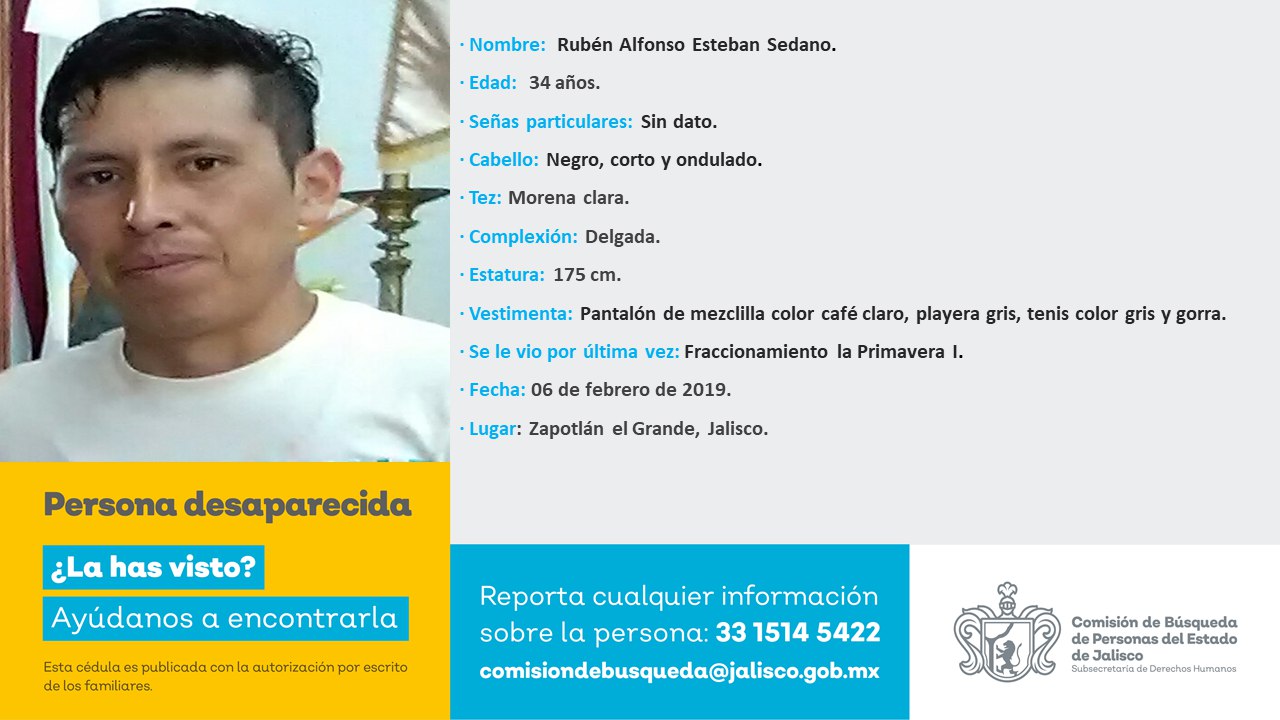 · Nombre: Rubén Alfonso Esteban Sedano.
· Edad: 34 años.
· Señas particulares: Sin dato.
· Cabello: Negro, corto y ondulado.
· Tez: Morena clara.
· Complexión: Delgada.
· Estatura: 175 cm.
· Vestimenta: Pantalón de mezclilla color café claro, playera gris, tenis color gris y gorra.
· Se le vio por última vez: Fraccionamiento la Primavera I.
· Fecha: 06 de febrero de 2019.
· Lugar: Zapotlán el Grande, Jalisco.
Persona desaparecida
¿La has visto?
Ayúdanos a encontrarla
Esta cédula es publicada con la autorización por escrito
de los familiares.
Reporta cualquier información
sobre la persona: 33 1514 5422
comisiondebusqueda@jalisco.gob.mx
Comisión de Búsqueda
de Personas del Estado
de Jalisco
Subsecretaría de Derechos Humanos